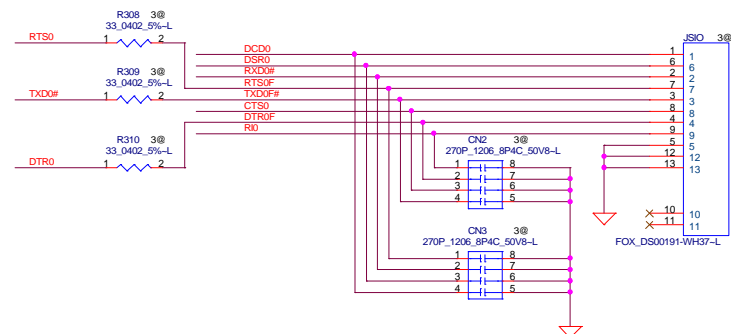 R308 3@
33_0402_5%~L
RTS0 1 2
JSIO 3@
DCD0 1 1
DSR0 6 6
RXD0# 2 2
RTS0F 7 7
R309 3@
33_0402_5%~L
TXD0# 1 2
TXD0F# 3 3
CTS0 8 8
DTR0F 4 4
RI0 9 9
5 5
12 12
13 13
R310 3@
33_0402_5%~L
DTR0 1 2
CN2 3@
270P_1206_8P4C_50V8~L
1 8
2 7
3 6
4 5
10 10
11 11
FOX_DS00191-WH37~L
CN3 3@
270P_1206_8P4C_50V8~L
1 8
2 7
3 6
4 5